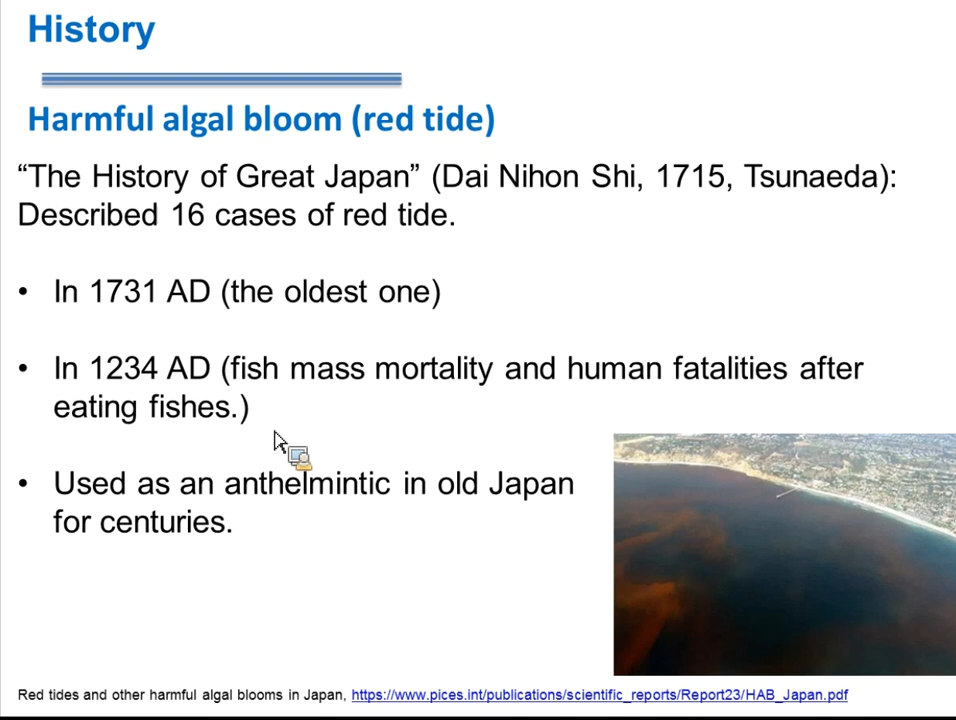 History
Harmful algal bloom (red tide)
“The History of Great Japan” (Dai Nihon Shi, 1715, Tsunaeda):
Described 16 cases of red tide.
• In 1731 AD (the oldest one)
• In 1234 AD (fish mass mortality and human fatalities after
eating fishes.)
• Used as an anthelmintic in old Japan
for centuries.
Red tides and other harmful algal blooms in Japan, https://www.pices.int/publications/scientific_reports/Report23/HAB_Japan.pdf